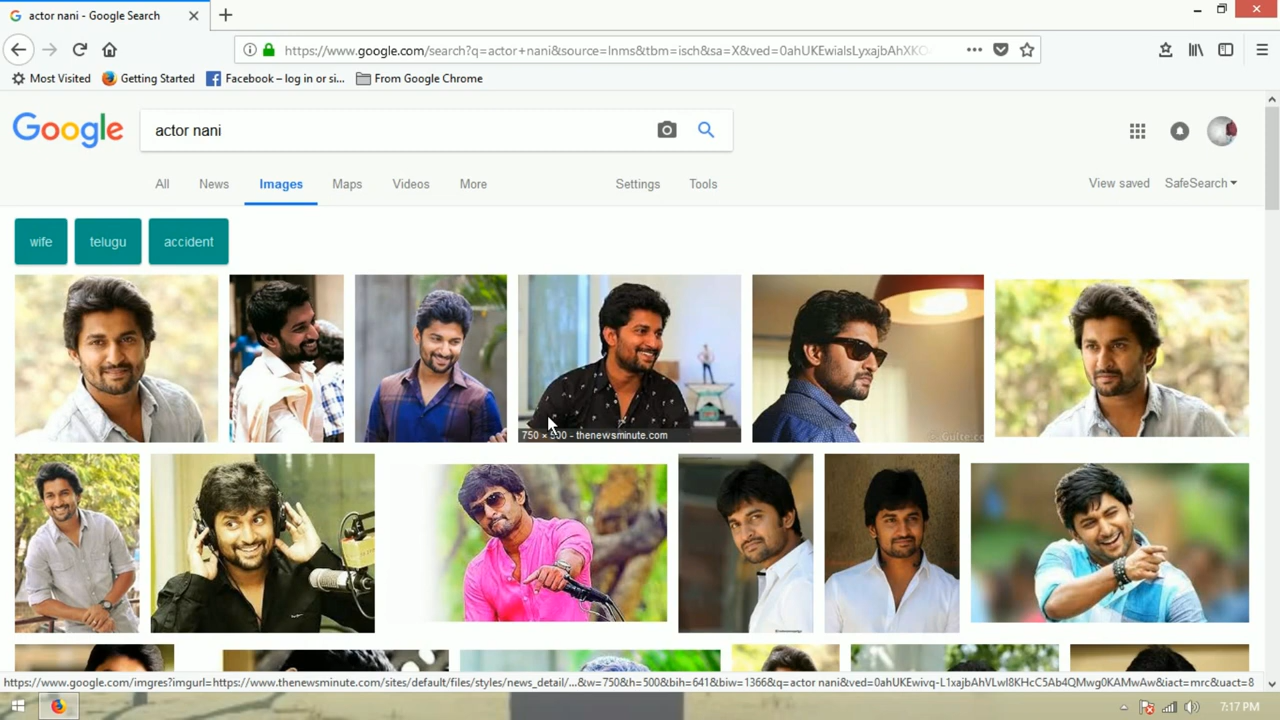 actor nani - Google Search
https://www.google.com/search?q=actor+nani&source=lnms&tbm=isch&sa=X&ved=
Most Visited
Getting Started
Facebook – log in or si...
From Google Chrome
Google
actor nani
All
News
Images
Maps
Videos
More
Settings
Tools
View saved
SafeSearch
wife
telugu
accident
750 × 500 - thenewsminute.com
https://www.google.com/imgres?imgurl=https://www.thenewsminute.com/sites/default/files/styles/news_detail/...&w=750&h=500&bih=641&biw=1366&q=actor nani&ved=0ahUKEwivq-L1xajbAhVLwI8KHcC5Ab4QMwg0KAMwAw&iact=mrc&uact=8
7:17 PM